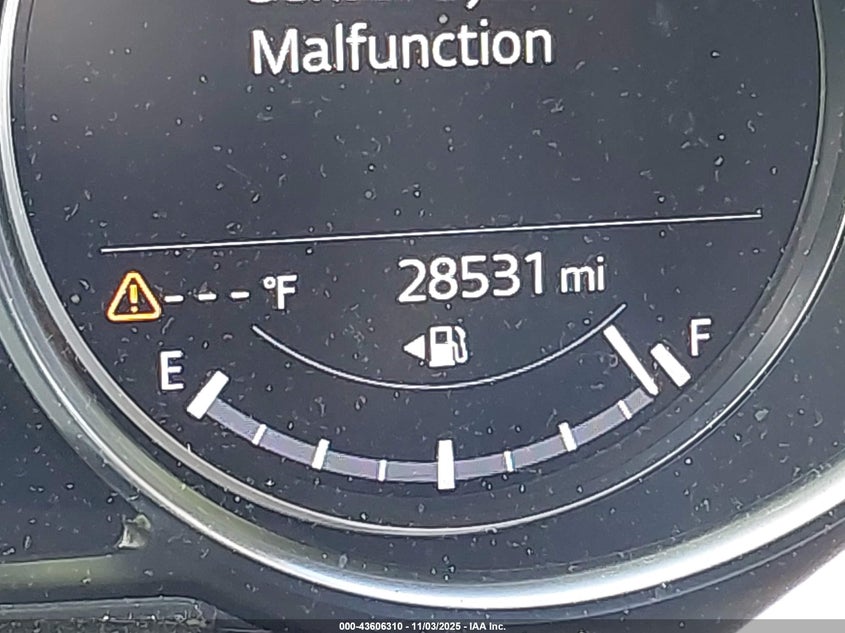 Malfunction
- - - °F 28531 mi
E F
000-43606310 - 11/03/2025 - IAA Inc.